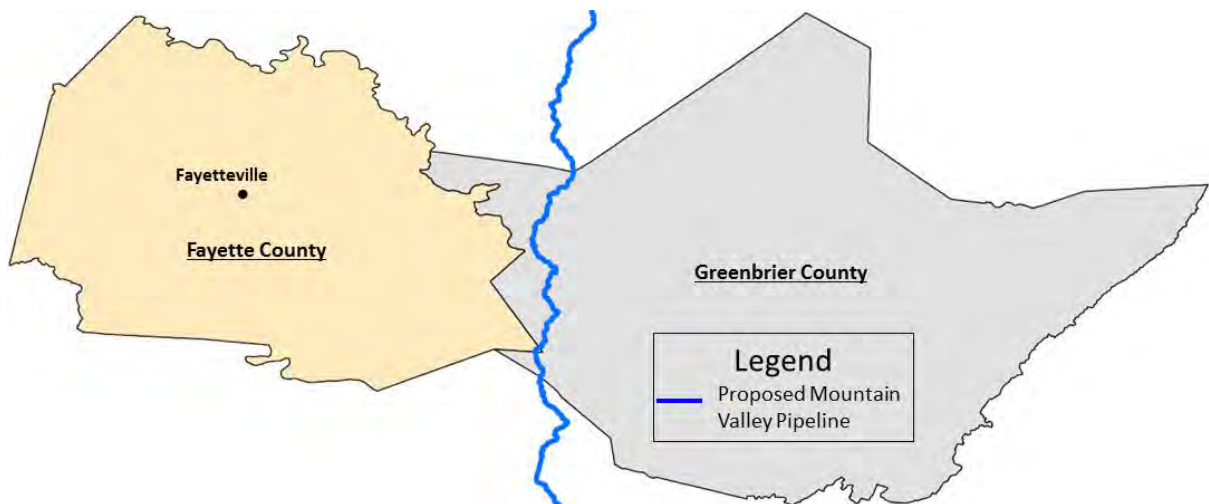 Fayetteville
Fayette County
Greenbrier County
Legend
Proposed Mountain
Valley Pipeline